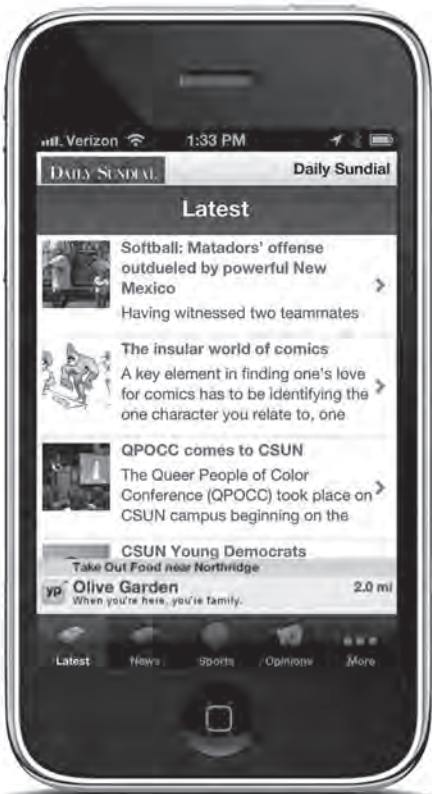 Verizon 1:33 PM
DAILY SUNDIAL Daily Sundial
Latest
Softball: Matadors' offense
outdueled by powerful New
Mexico
Having witnessed two teammates
The insular world of comics
A key element in finding one's love
for comics has to be identifying the
one character you relate to, one
QPOCC comes to CSUN
The Queer People of Color
Conference (QPOCC) took place on
CSUN campus beginning on the
CSUN Young Democrats
Take Out Food near Northridge
YP Olive Garden 2.0 mi
When you're here, you're family.
Latest News Sports Opinions More